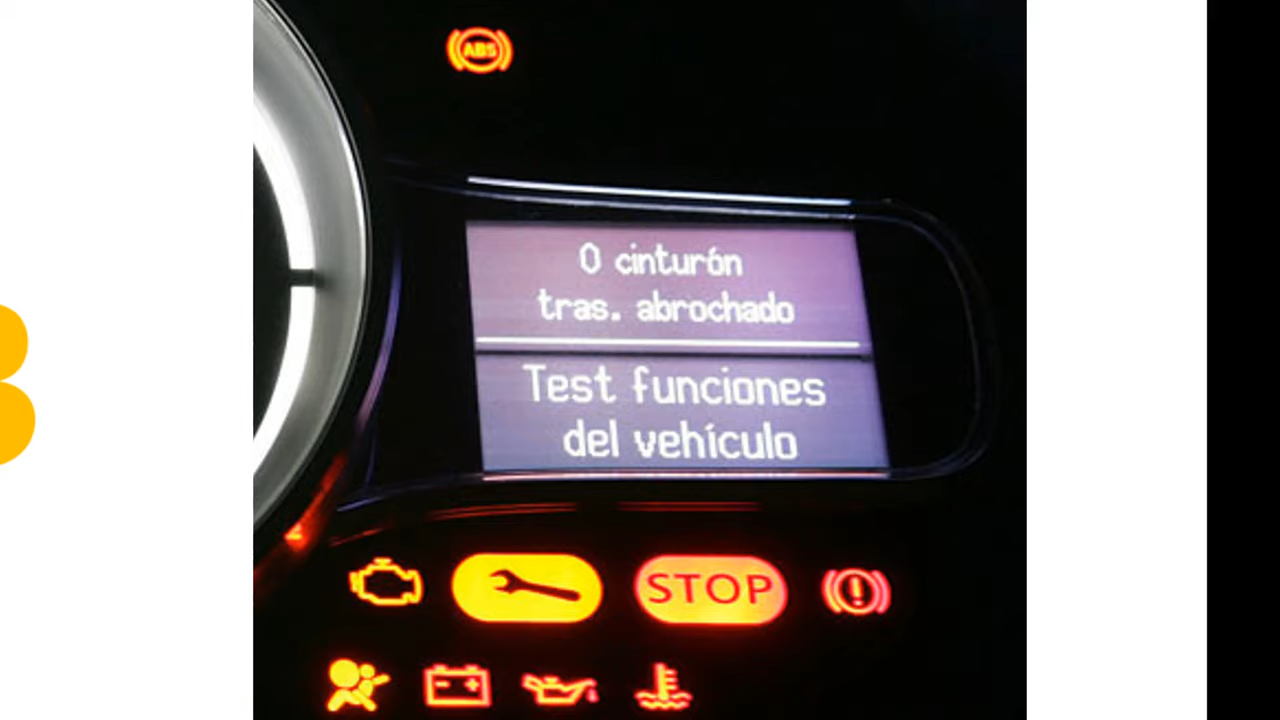 ABS
0 cinturón
tras. abrochado
Test funciones
del vehículo
STOP